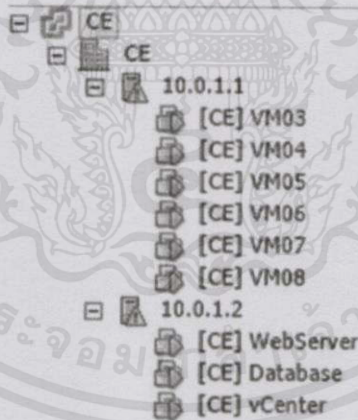 CE
CE
10.0.1.1
[CE] VM03
[CE] VM04
[CE] VM05
[CE] VM06
[CE] VM07
[CE] VM08
10.0.1.2
[CE] WebServer
[CE] Database
[CE] vCenter